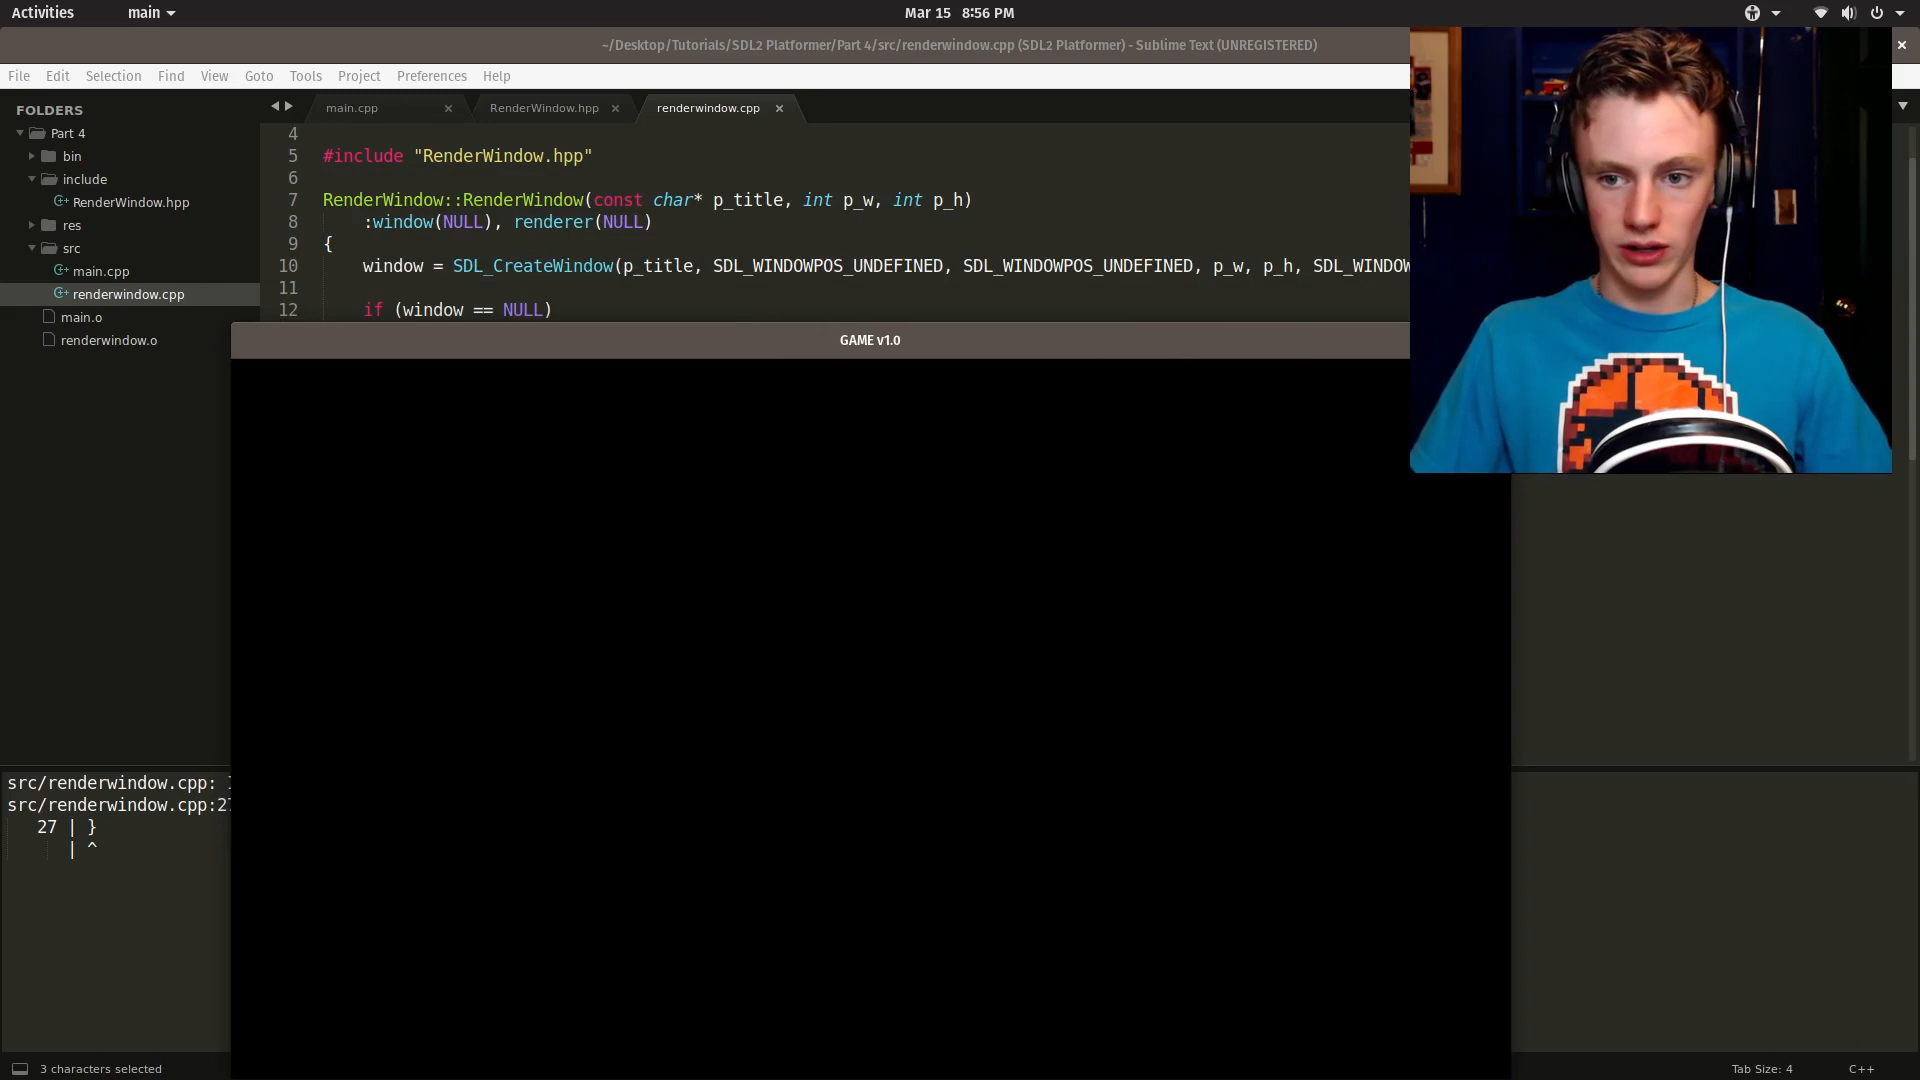 Activities main Mar 15 8:56 PM
~/Desktop/Tutorials/SDL2 Platformer/Part 4/src/renderwindow.cpp (SDL2 Platformer) - Sublime Text (UNREGISTERED)
File Edit Selection Find View Goto Tools Project Preferences Help
FOLDERS
Part 4
bin
include
RenderWindow.hpp
res
src
main.cpp
renderwindow.cpp
main.o
renderwindow.o
main.cpp RenderWindow.hpp renderwindow.cpp
4
5 #include "RenderWindow.hpp"
6
7 RenderWindow::RenderWindow(const char* p_title, int p_w, int p_h)
8 :window(NULL), renderer(NULL)
9 {
10 window = SDL_CreateWindow(p_title, SDL_WINDOWPOS_UNDEFINED, SDL_WINDOWPOS_UNDEFINED, p_w, p_h, SDL_WINDOW
11
12 if (window == NULL)
GAME v1.0
src/renderwindow.cpp:
src/renderwindow.cpp:27
27 | }
| ^
3 characters selected Tab Size: 4 C++